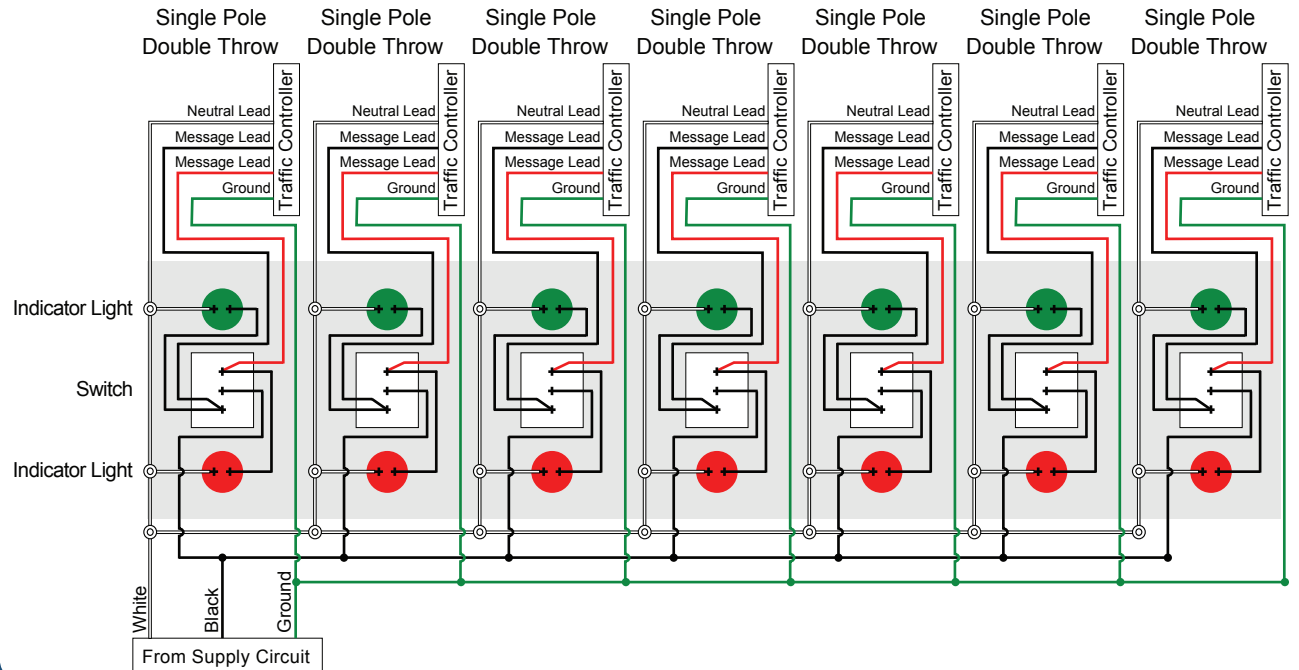 Single Pole Single Pole Single Pole Single Pole Single Pole Single Pole Single Pole
Double Throw Double Throw Double Throw Double Throw Double Throw Double Throw Double Throw
Neutral Lead Neutral Lead Neutral Lead Neutral Lead Neutral Lead Neutral Lead Neutral Lead
Message Lead Message Lead Message Lead Message Lead Message Lead Message Lead Message Lead
Message Lead Message Lead Message Lead Message Lead Message Lead Message Lead Message Lead
Ground Ground Ground Ground Ground Ground Ground
Traffic Controller Traffic Controller Traffic Controller Traffic Controller Traffic Controller Traffic Controller Traffic Controller
Indicator Light
Switch
Indicator Light
White Black Ground
From Supply Circuit